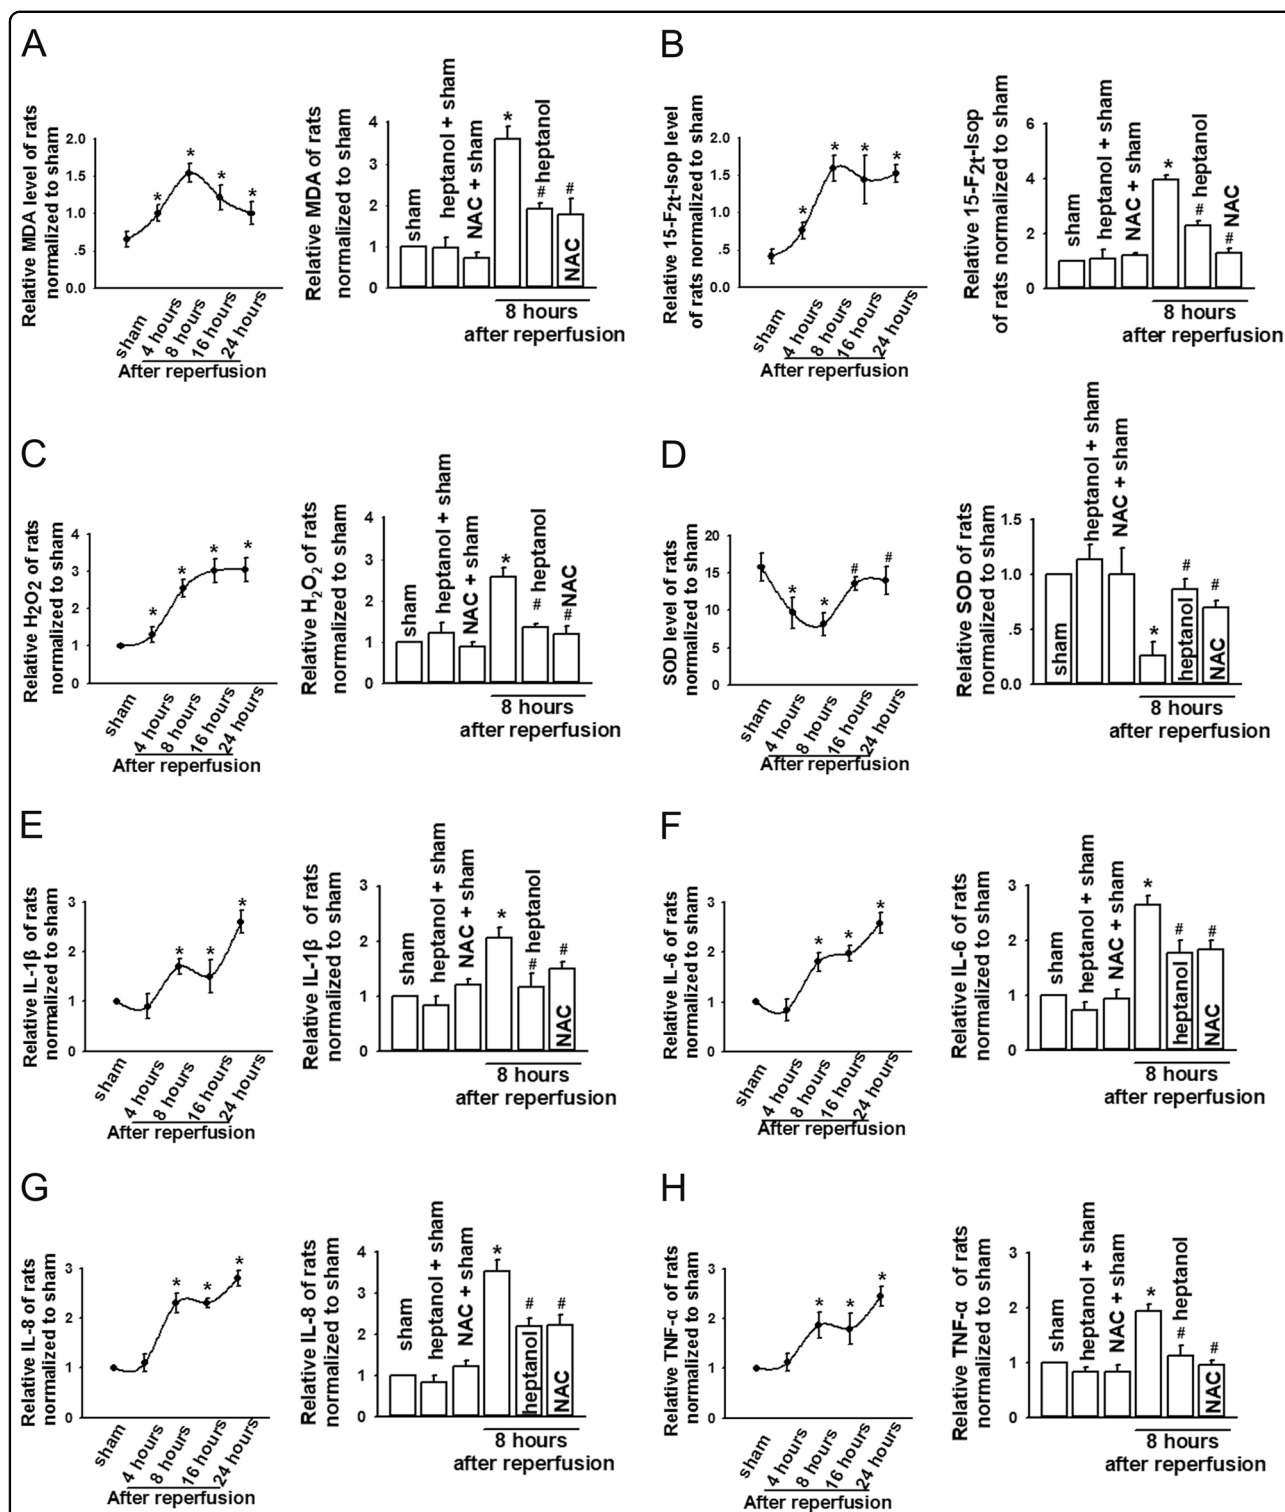 A
Relative MDA level of rats
normalized to sham
2.0
1.5
1.0
.5
0.0
* * * *
sham
4 hours
8 hours
16 hours
24 hours
After reperfusion
Relative MDA of rats
normalized to sham
4
3
2
1
0
sham
heptanol + sham
NAC + sham
*
#
heptanol
#
NAC
8 hours
after reperfusion
B
Relative 15-F2t-Isop level
of rats normalized to sham
2.0
1.5
1.0
.5
0.0
* * * *
sham
4 hours
8 hours
16 hours
24 hours
After reperfusion
Relative 15-F2t-Isop
of rats normalized to sham
6
4
2
0
sham
heptanol + sham
NAC + sham
*
#
heptanol
#
NAC
8 hours
after reperfusion
C
Relative H2O2 of rats
normalized to sham
4
3
2
1
0
* * * *
sham
4 hours
8 hours
16 hours
24 hours
After reperfusion
Relative H2O2 of rats
normalized to sham
4
3
2
1
0
sham
heptanol + sham
NAC + sham
*
#
heptanol
#
NAC
8 hours
after reperfusion
D
SOD level of rats
normalized to sham
20
15
10
5
0
* * # #
sham
4 hours
8 hours
16 hours
24 hours
After reperfusion
Relative SOD of rats
normalized to sham
1.5
1.0
.5
0.0
sham
heptanol + sham
NAC + sham
*
#
heptanol
#
NAC
8 hours
after reperfusion
E
Relative IL-1β of rats
normalized to sham
3
2
1
0
* * *
sham
4 hours
8 hours
16 hours
24 hours
After reperfusion
Relative IL-1β of rats
normalized to sham
3
2
1
0
sham
heptanol + sham
NAC + sham
*
#
heptanol
#
NAC
8 hours
after reperfusion
F
Relative IL-6 of rats
normalized to sham
3
2
1
0
* * *
sham
4 hours
8 hours
16 hours
24 hours
After reperfusion
Relative IL-6 of rats
normalized to sham
3
2
1
0
sham
heptanol + sham
NAC + sham
*
#
heptanol
#
NAC
8 hours
after reperfusion
G
Relative IL-8 of rats
normalized to sham
3
2
1
0
* * *
sham
4 hours
8 hours
16 hours
24 hours
After reperfusion
Relative IL-8 of rats
normalized to sham
4
3
2
1
0
sham
heptanol + sham
NAC + sham
*
#
heptanol
#
NAC
8 hours
after reperfusion
H
Relative TNF-α of rats
normalized to sham
3
2
1
0
* * *
sham
4 hours
8 hours
16 hours
24 hours
After reperfusion
Relative TNF-α of rats
normalized to sham
3
2
1
0
sham
heptanol + sham
NAC + sham
*
#
heptanol
#
NAC
8 hours
after reperfusion